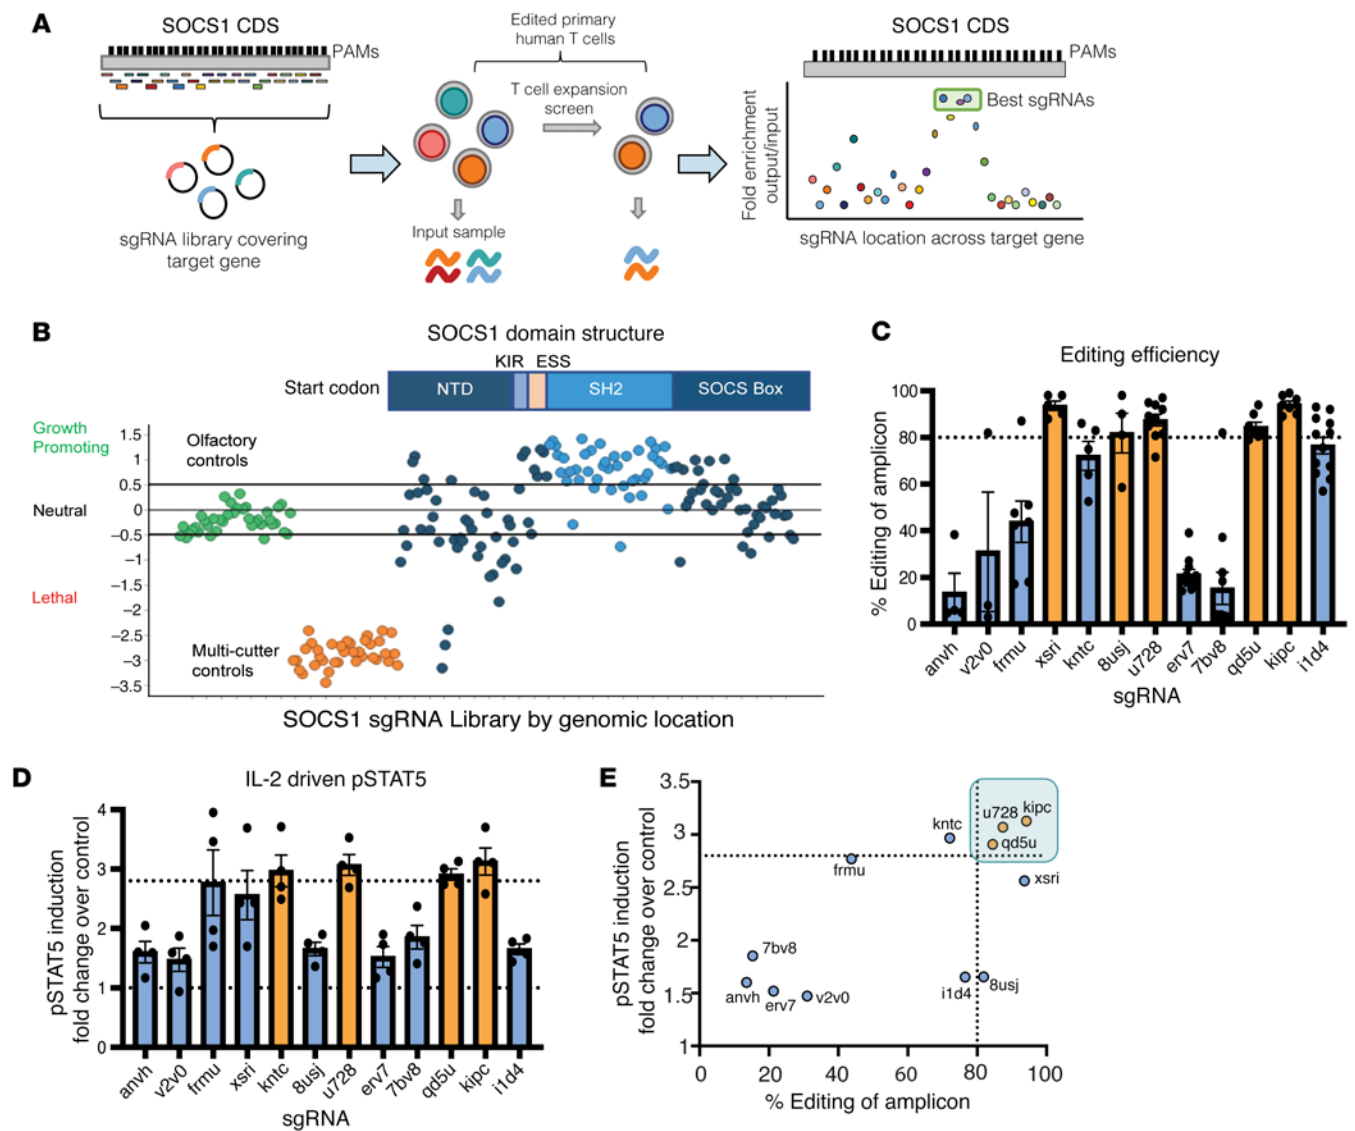 A
SOCS1 CDS
PAMs
sgRNA library covering
target gene
Edited primary
human T cells
T cell expansion
screen
Input sample
SOCS1 CDS
PAMs
Best sgRNAs
Fold enrichment
output/input
sgRNA location across target gene
B
SOCS1 domain structure
KIR ESS
Start codon NTD SH2 SOCS Box
Growth
Promoting
Neutral
Lethal
1.5
1
0.5
0
−0.5
−1
−1.5
−2
−2.5
−3
−3.5
Olfactory
controls
Multi-cutter
controls
SOCS1 sgRNA Library by genomic location
C
Editing efficiency
% Editing of amplicon
100
80
60
40
20
0
anvh v2v0 frmu xsri kntc 8usj u728 erv7 7bv8 qd5u kipc i1d4
sgRNA
D
IL-2 driven pSTAT5
pSTAT5 induction
fold change over control
4
3
2
1
0
anvh v2v0 frmu xsri kntc 8usj u728 erv7 7bv8 qd5u kipc i1d4
sgRNA
E
pSTAT5 induction
fold change over control
3.5
3
2.5
2
1.5
1
kntc
u728 kipc
qd5u
frmu
xsri
7bv8
anvh
erv7
v2v0
i1d4
8usj
0 20 40 60 80 100
% Editing of amplicon